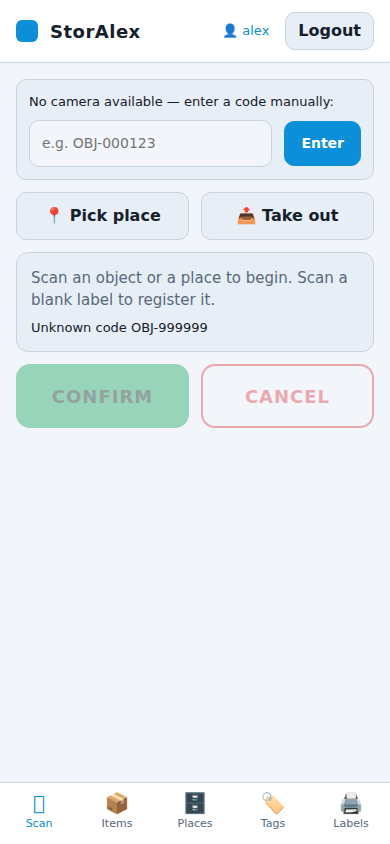 StorAlex
👤 alex
Logout
No camera available — enter a code manually:
e.g. OBJ-000123
Enter
📍 Pick place
📤 Take out
Scan an object or a place to begin. Scan a
blank label to register it.
Unknown code OBJ-999999
CONFIRM
CANCEL
Scan
Items
Places
Tags
Labels